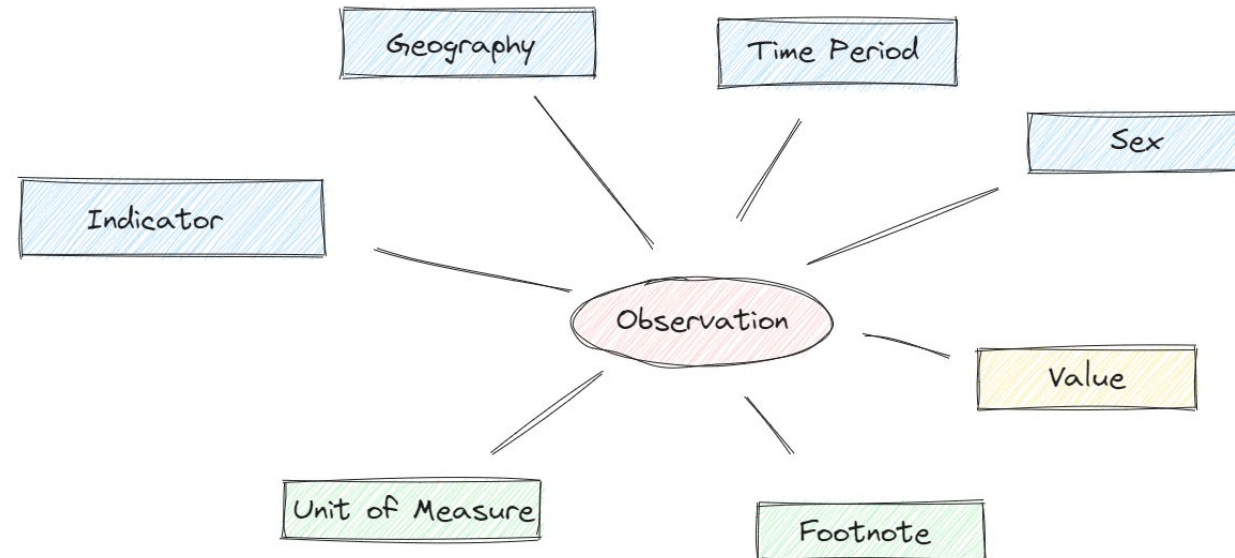 Geography
Time Period
Sex
Indicator
Observation
Value
Unit of Measure
Footnote